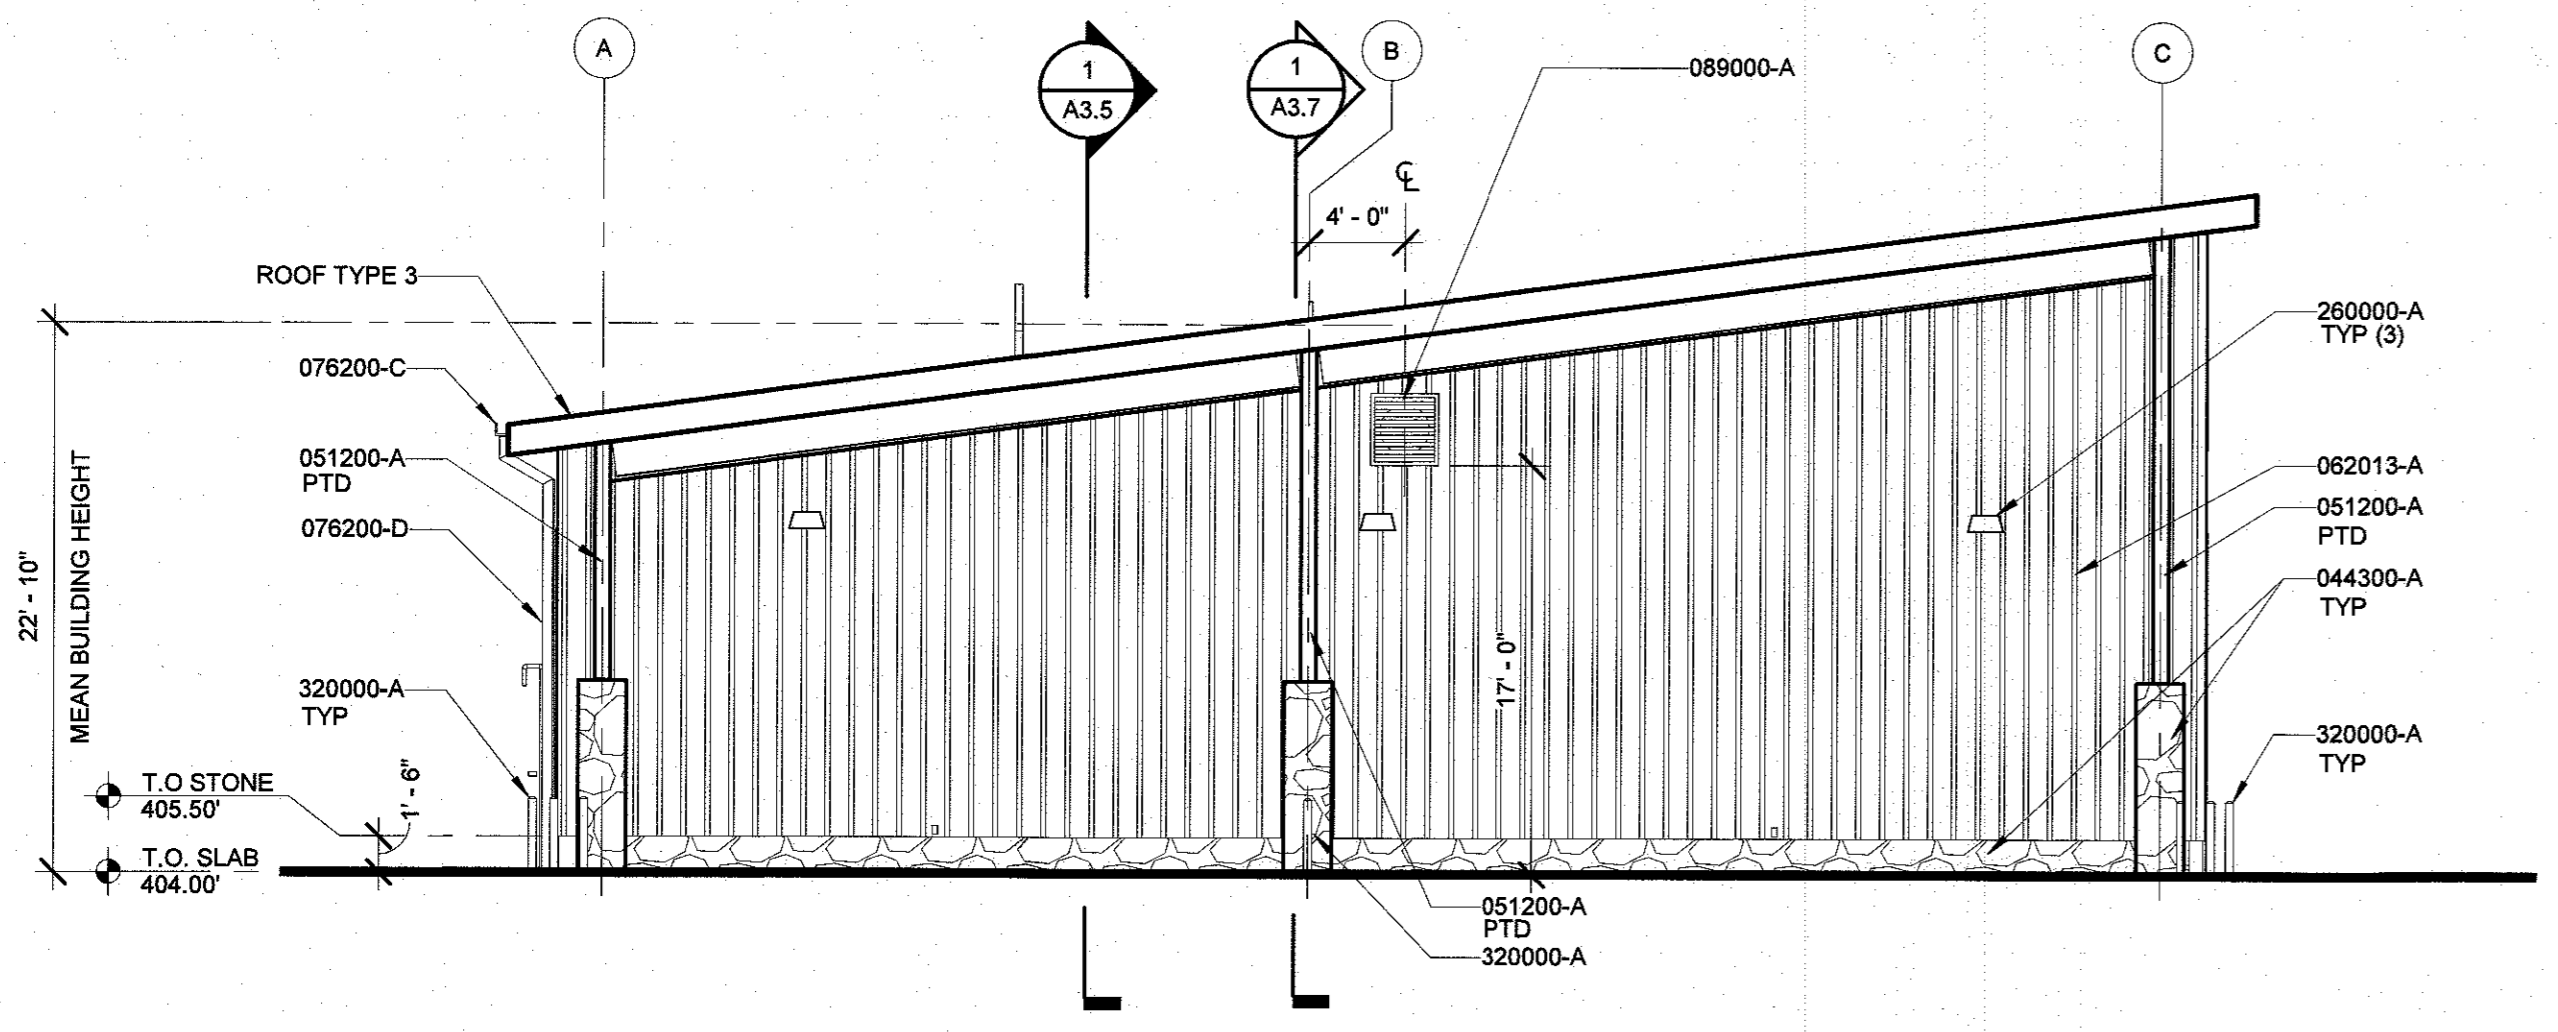 A
1
A3.5
1
A3.7
B
C
089000-A
℄
4' - 0"
ROOF TYPE 3
076200-C
051200-A
PTD
076200-D
320000-A
TYP
22' - 10"
MEAN BUILDING HEIGHT
T.O STONE
405.50'
1' - 6"
T.O. SLAB
404.00'
17' - 0"
260000-A
TYP (3)
062013-A
051200-A
PTD
044300-A
TYP
320000-A
TYP
051200-A
PTD
320000-A